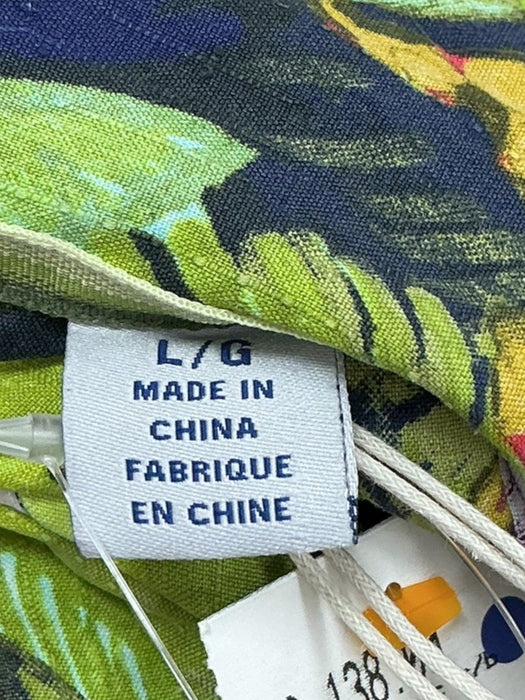 L/G
MADE IN
CHINA
FABRIQUE
EN CHINE
138